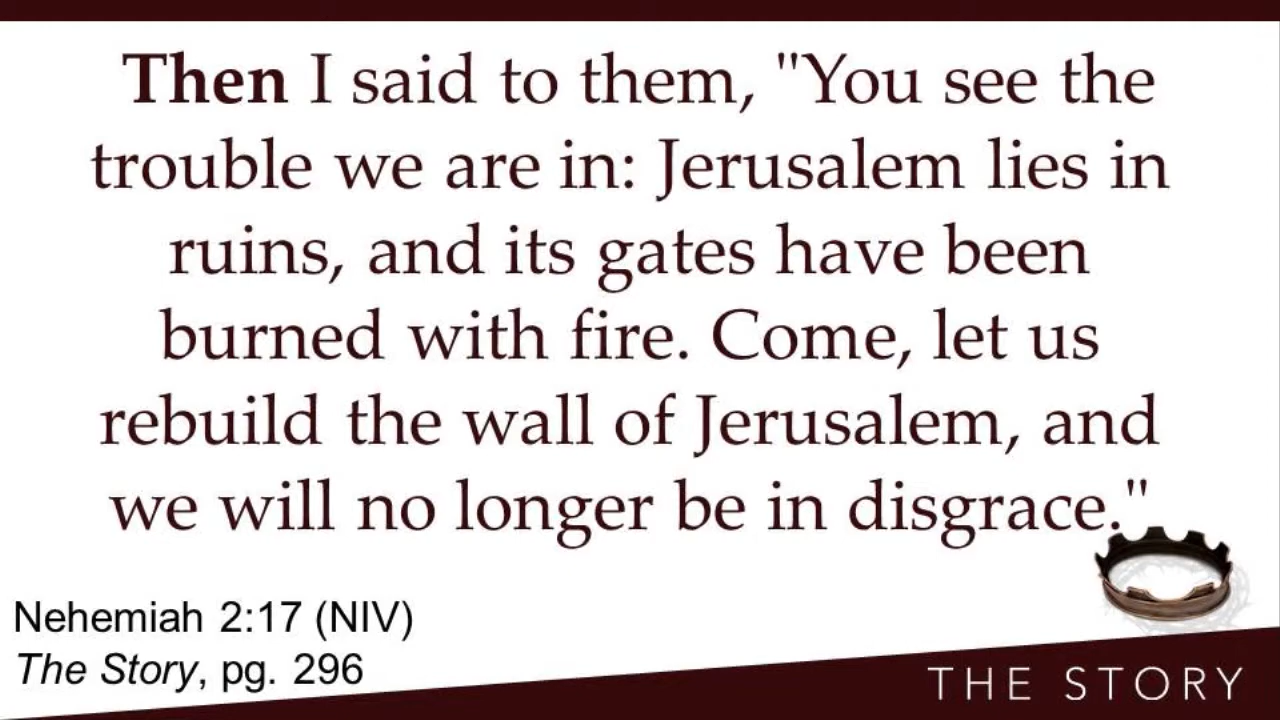 Then I said to them, "You see the
trouble we are in: Jerusalem lies in
ruins, and its gates have been
burned with fire. Come, let us
rebuild the wall of Jerusalem, and
we will no longer be in disgrace."
Nehemiah 2:17 (NIV)
The Story, pg. 296
THE STORY